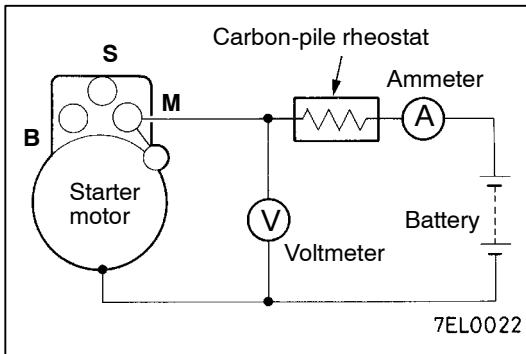 Carbon-pile rheostat
S
Ammeter
M
A
B
Starter
motor
V
Battery
Voltmeter
7EL0022